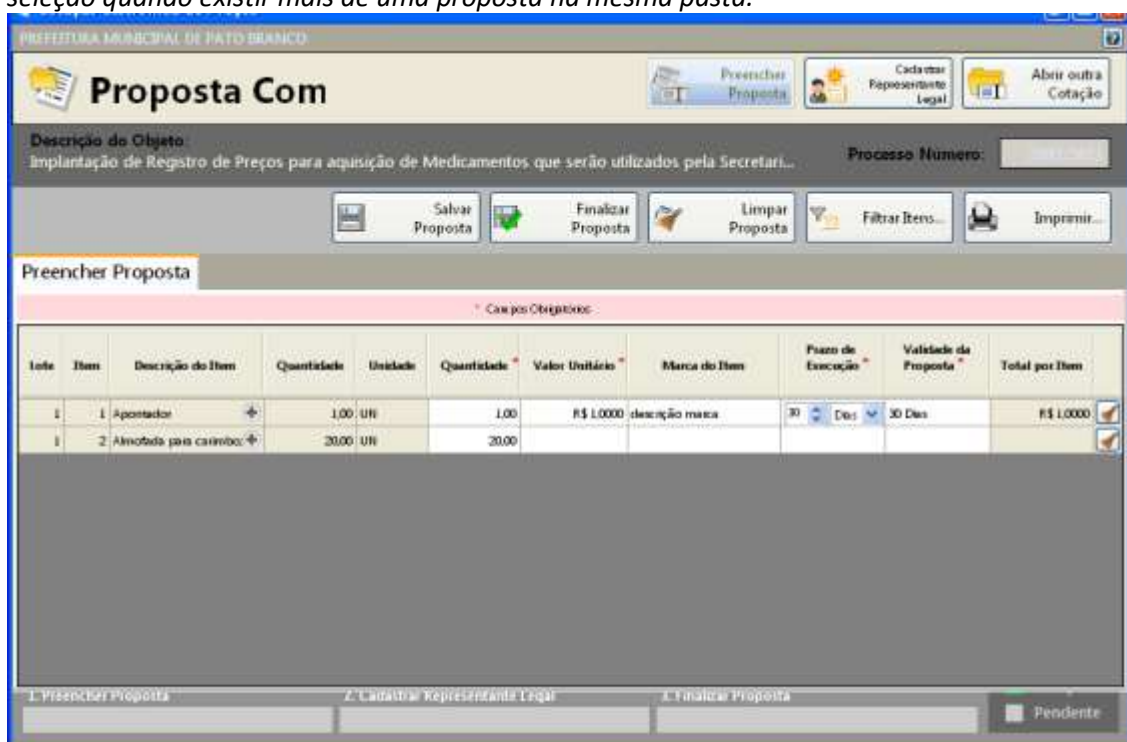 seleção quando existir mais de uma proposta na mesma pasta.
PREFEITURA MUNICIPAL DE PATO BRANCO
Proposta Com
Preencher Proposta
Cadastrar Representante Legal
Abrir outra Cotação
Descrição do Objeto:
Implantação de Registro de Preços para aquisição de Medicamentos que serão utilizados pela Secretari...
Processo Número:
Salvar Proposta
Finalizar Proposta
Limpar Proposta
Filtrar Itens...
Imprimir...
Preencher Proposta
* Campos Obrigatórios
Lote Item Descrição do Item Quantidade Unidade Quantidade * Valor Unitário * Marca do Item Prazo de Execução * Validade da Proposta * Total por Item
1 1 Apontador + 1,00 UN 1,00 R$ 1,0000 descrição marca 30 Dias 30 Dias R$ 1,0000
1 2 Almofada para carimbo; + 20,00 UN 20,00
1. Preencher Proposta 2. Cadastrar Representante Legal 3. Finalizar Proposta
Pendente